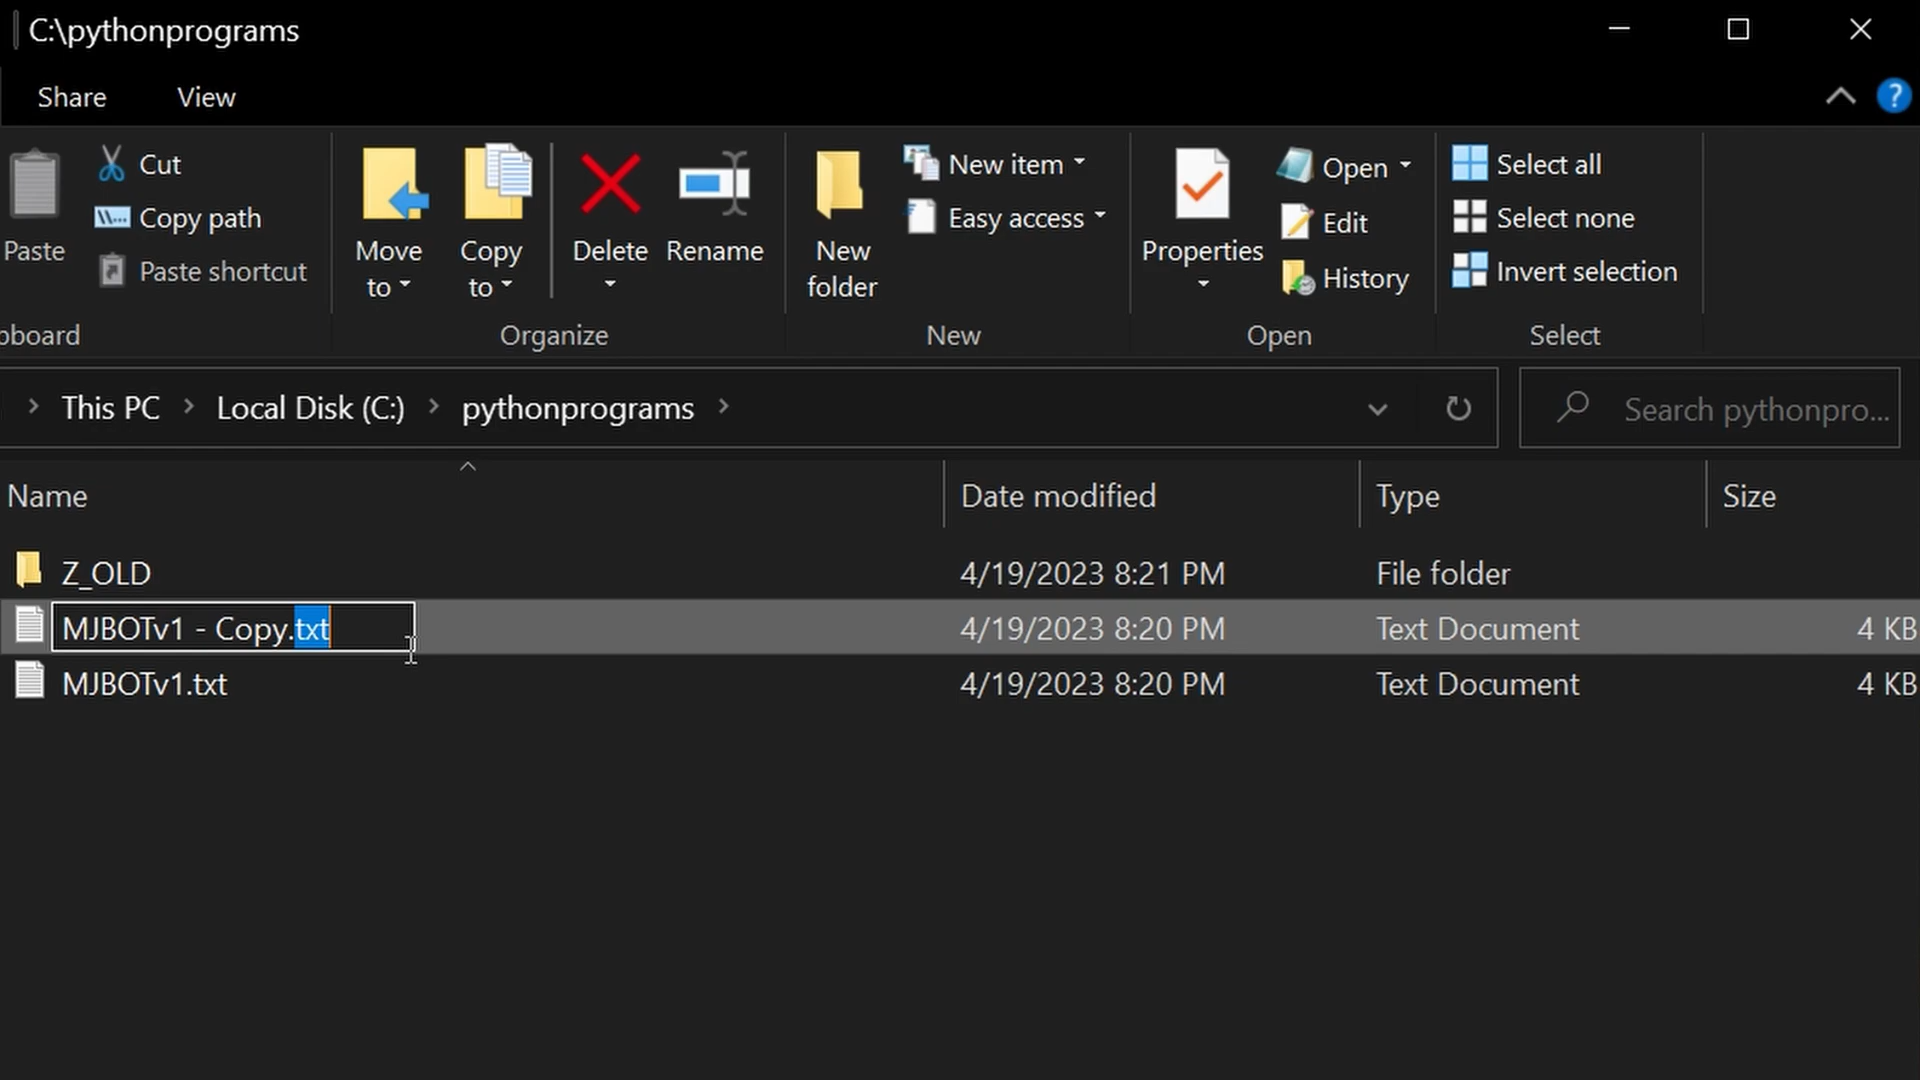 C:\pythonprograms
Share View
?
Paste Cut Copy path Paste shortcut
Move to Copy to Delete Rename
New folder New item Easy access
Properties Open Edit History
Select all Select none Invert selection
pboard Organize New Open Select
This PC Local Disk (C:) pythonprograms Search pythonpro...
Name Date modified Type Size
Z_OLD 4/19/2023 8:21 PM File folder
MJBOTv1 - Copy.txt 4/19/2023 8:20 PM Text Document 4 KB
MJBOTv1.txt 4/19/2023 8:20 PM Text Document 4 KB